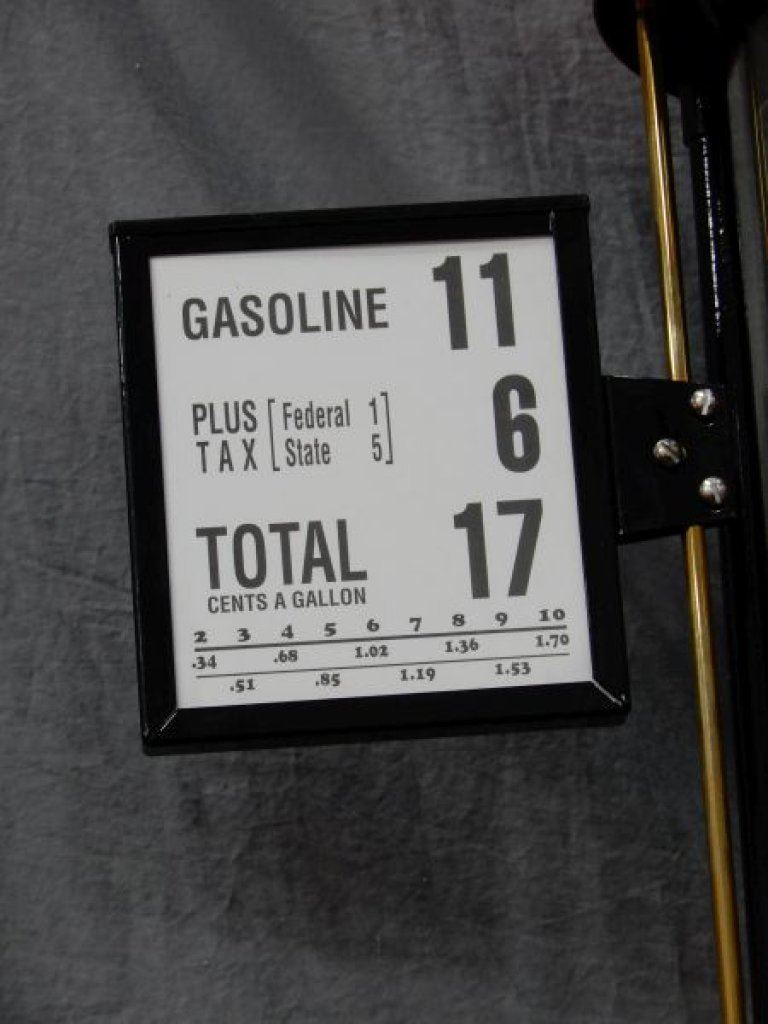 GASOLINE 11
PLUS [Federal 1]
TAX [State 5] 6
TOTAL 17
CENTS A GALLON
2 3 4 5 6 7 8 9 10
.34 .68 1.02 1.36 1.70
.51 .85 1.19 1.53